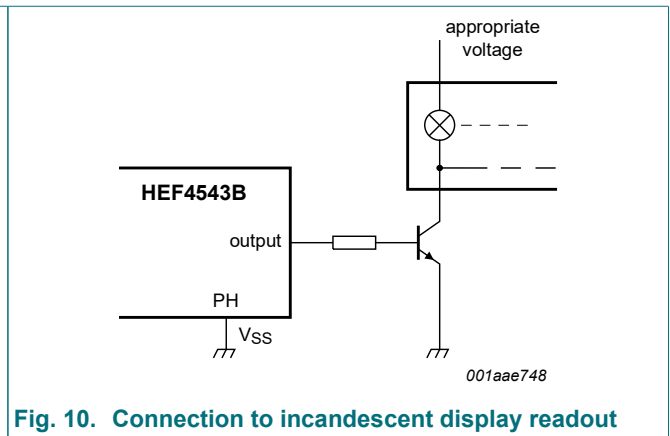 appropriate
voltage
HEF4543B
output
PH
VSS
001aae748
Fig. 10. Connection to incandescent display readout